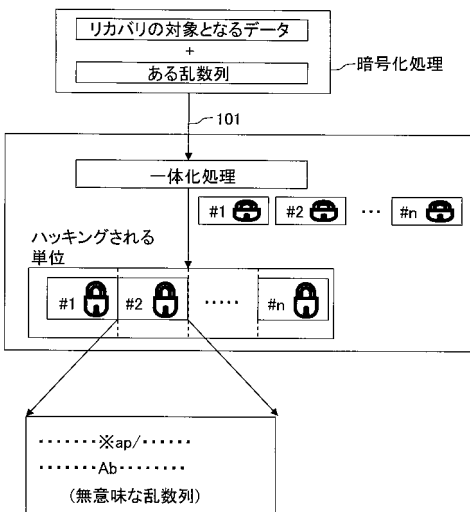 リカバリの対象となるデータ
+
ある乱数列
暗号化処理
101
一体化処理
#1 #2 … #n
ハッキングされる
単位
#1 #2 ..... #n
·······※ap/······
·······Ab·········
(無意味な乱数列)